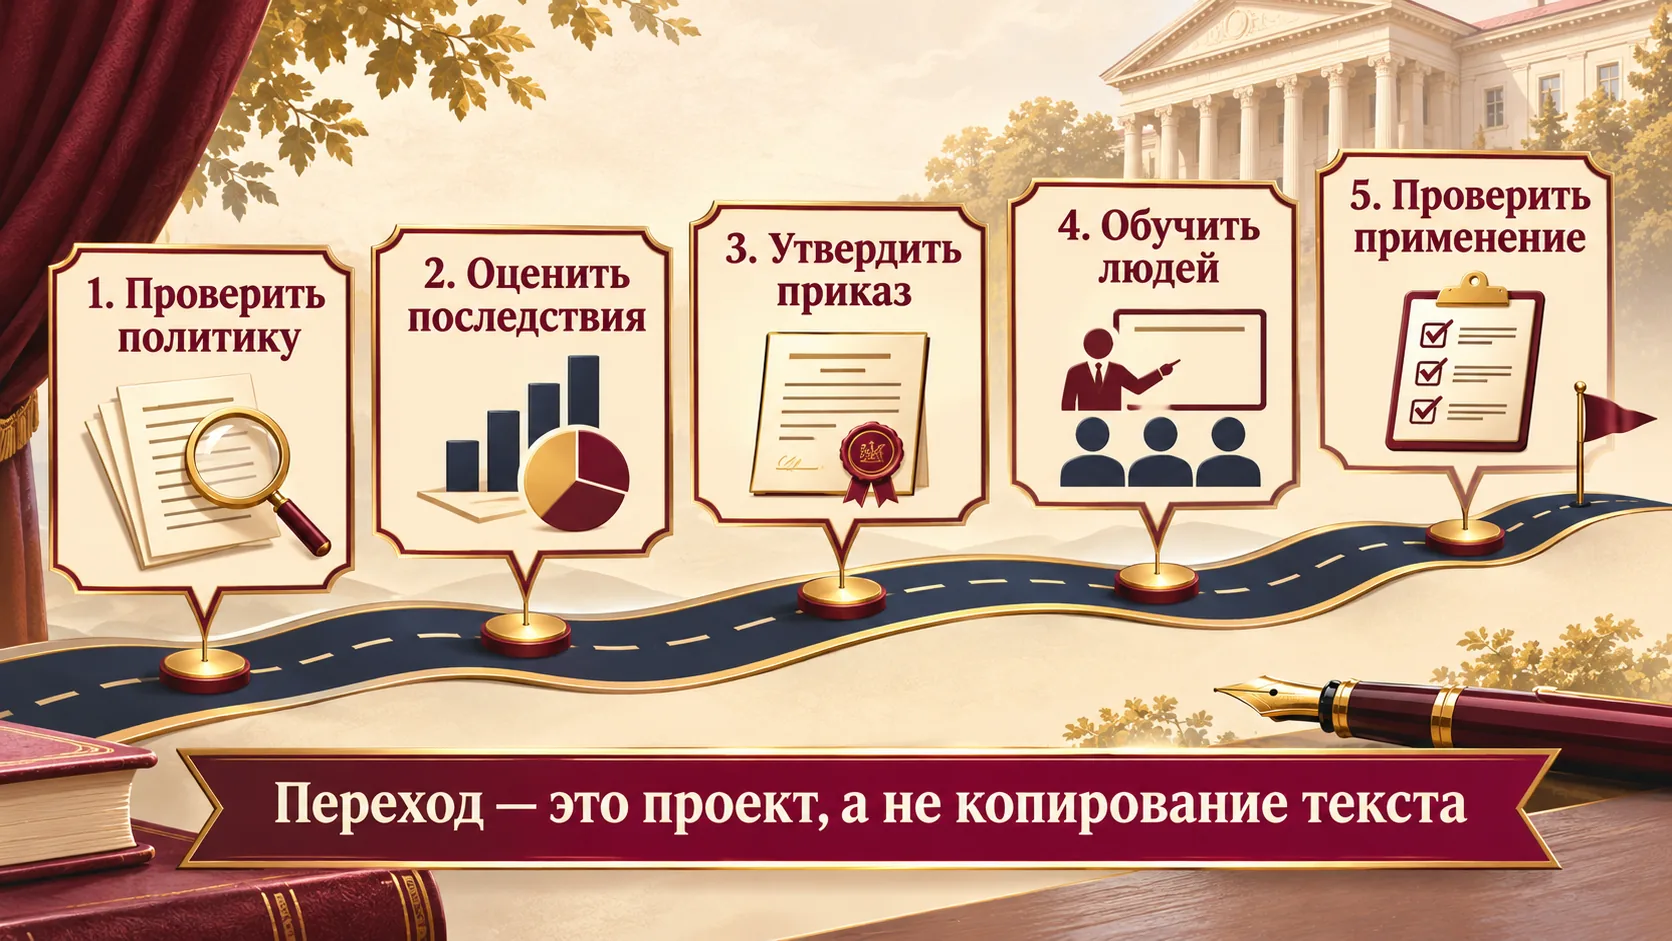 1. Проверить
политику
2. Оценить
последствия
3. Утвердить
приказ
4. Обучить
людей
5. Проверить
применение
Переход — это проект, а не копирование текста